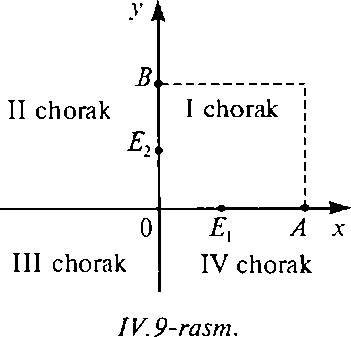 y
B
II chorak I chorak
E₂
0 E₁ A x
III chorak IV chorak
IV.9-rasm.